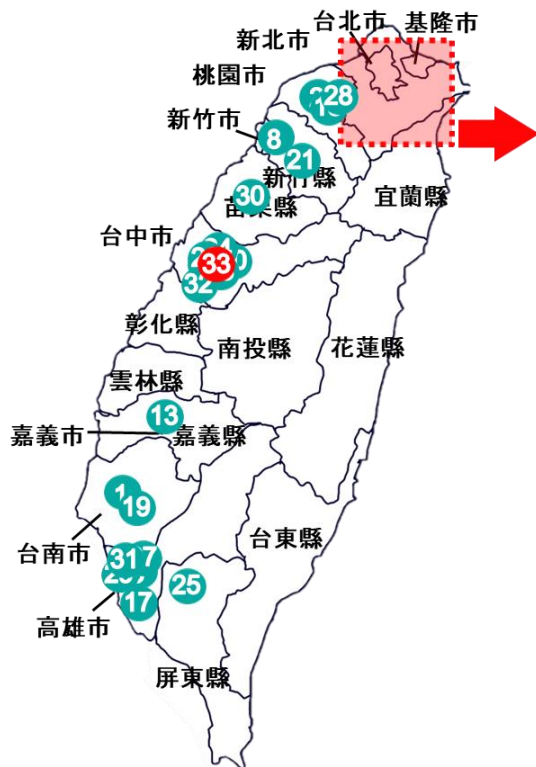 台北市
基隆市
新北市
桃園市
28
新竹市
8
21
新竹縣
30
苗栗縣
宜蘭縣
台中市
33
32
彰化縣
南投縣
花蓮縣
雲林縣
13
嘉義市
嘉義縣
19
台南市
台東縣
31
25
17
高雄市
屏東縣